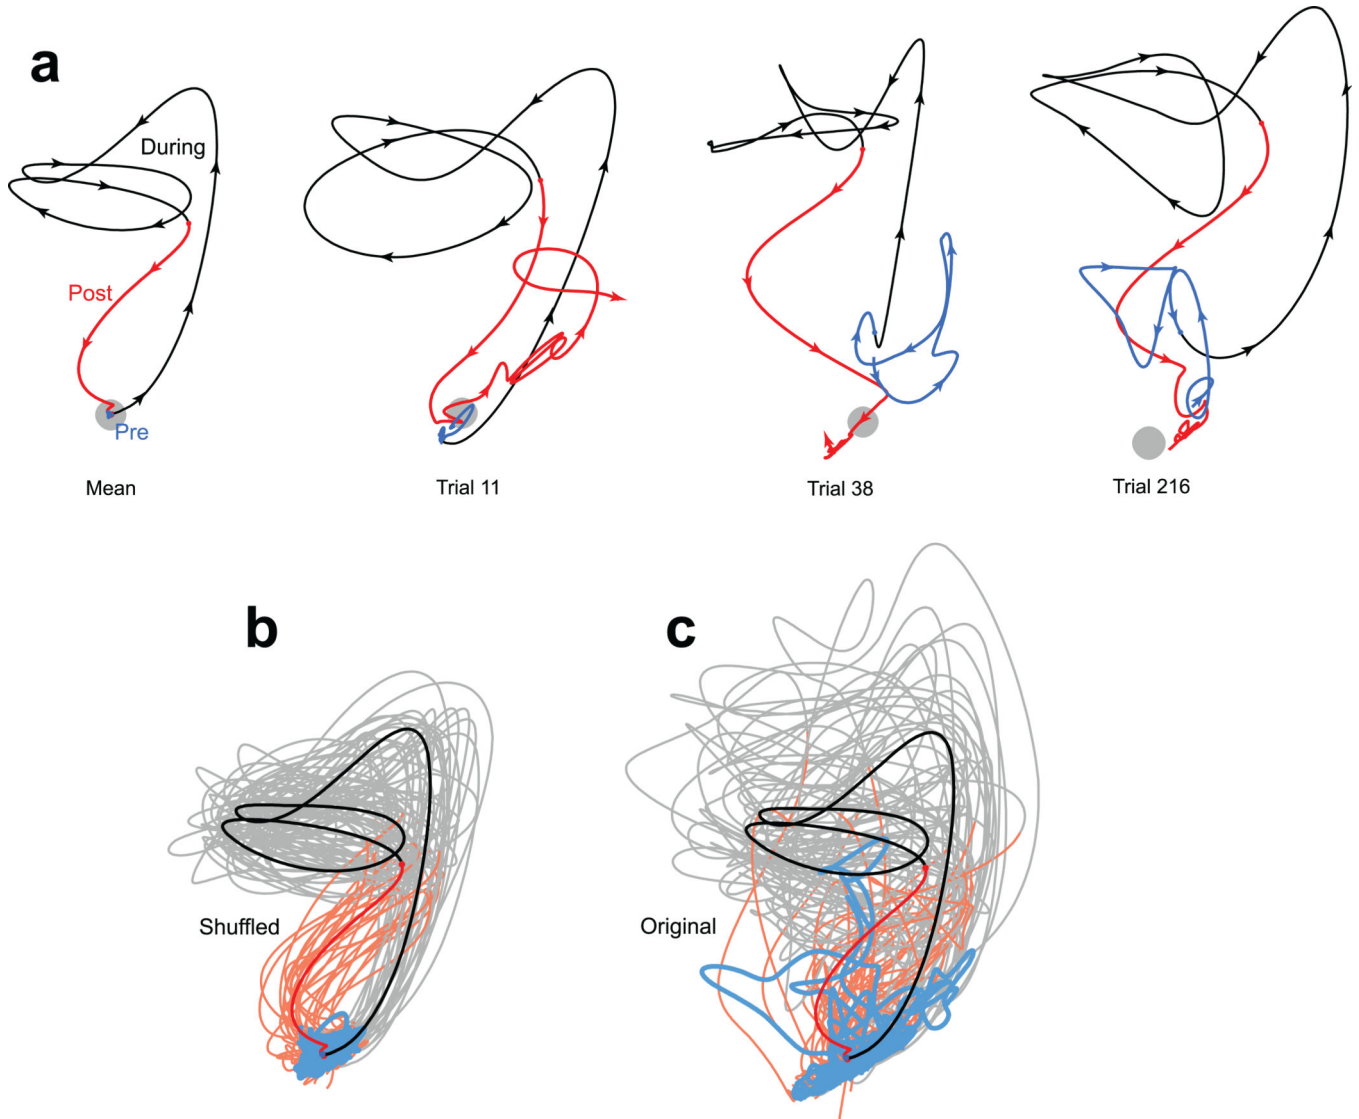 a
During
Post
Pre
Mean
Trial 11
Trial 38
Trial 216
b
c
Shuffled
Original